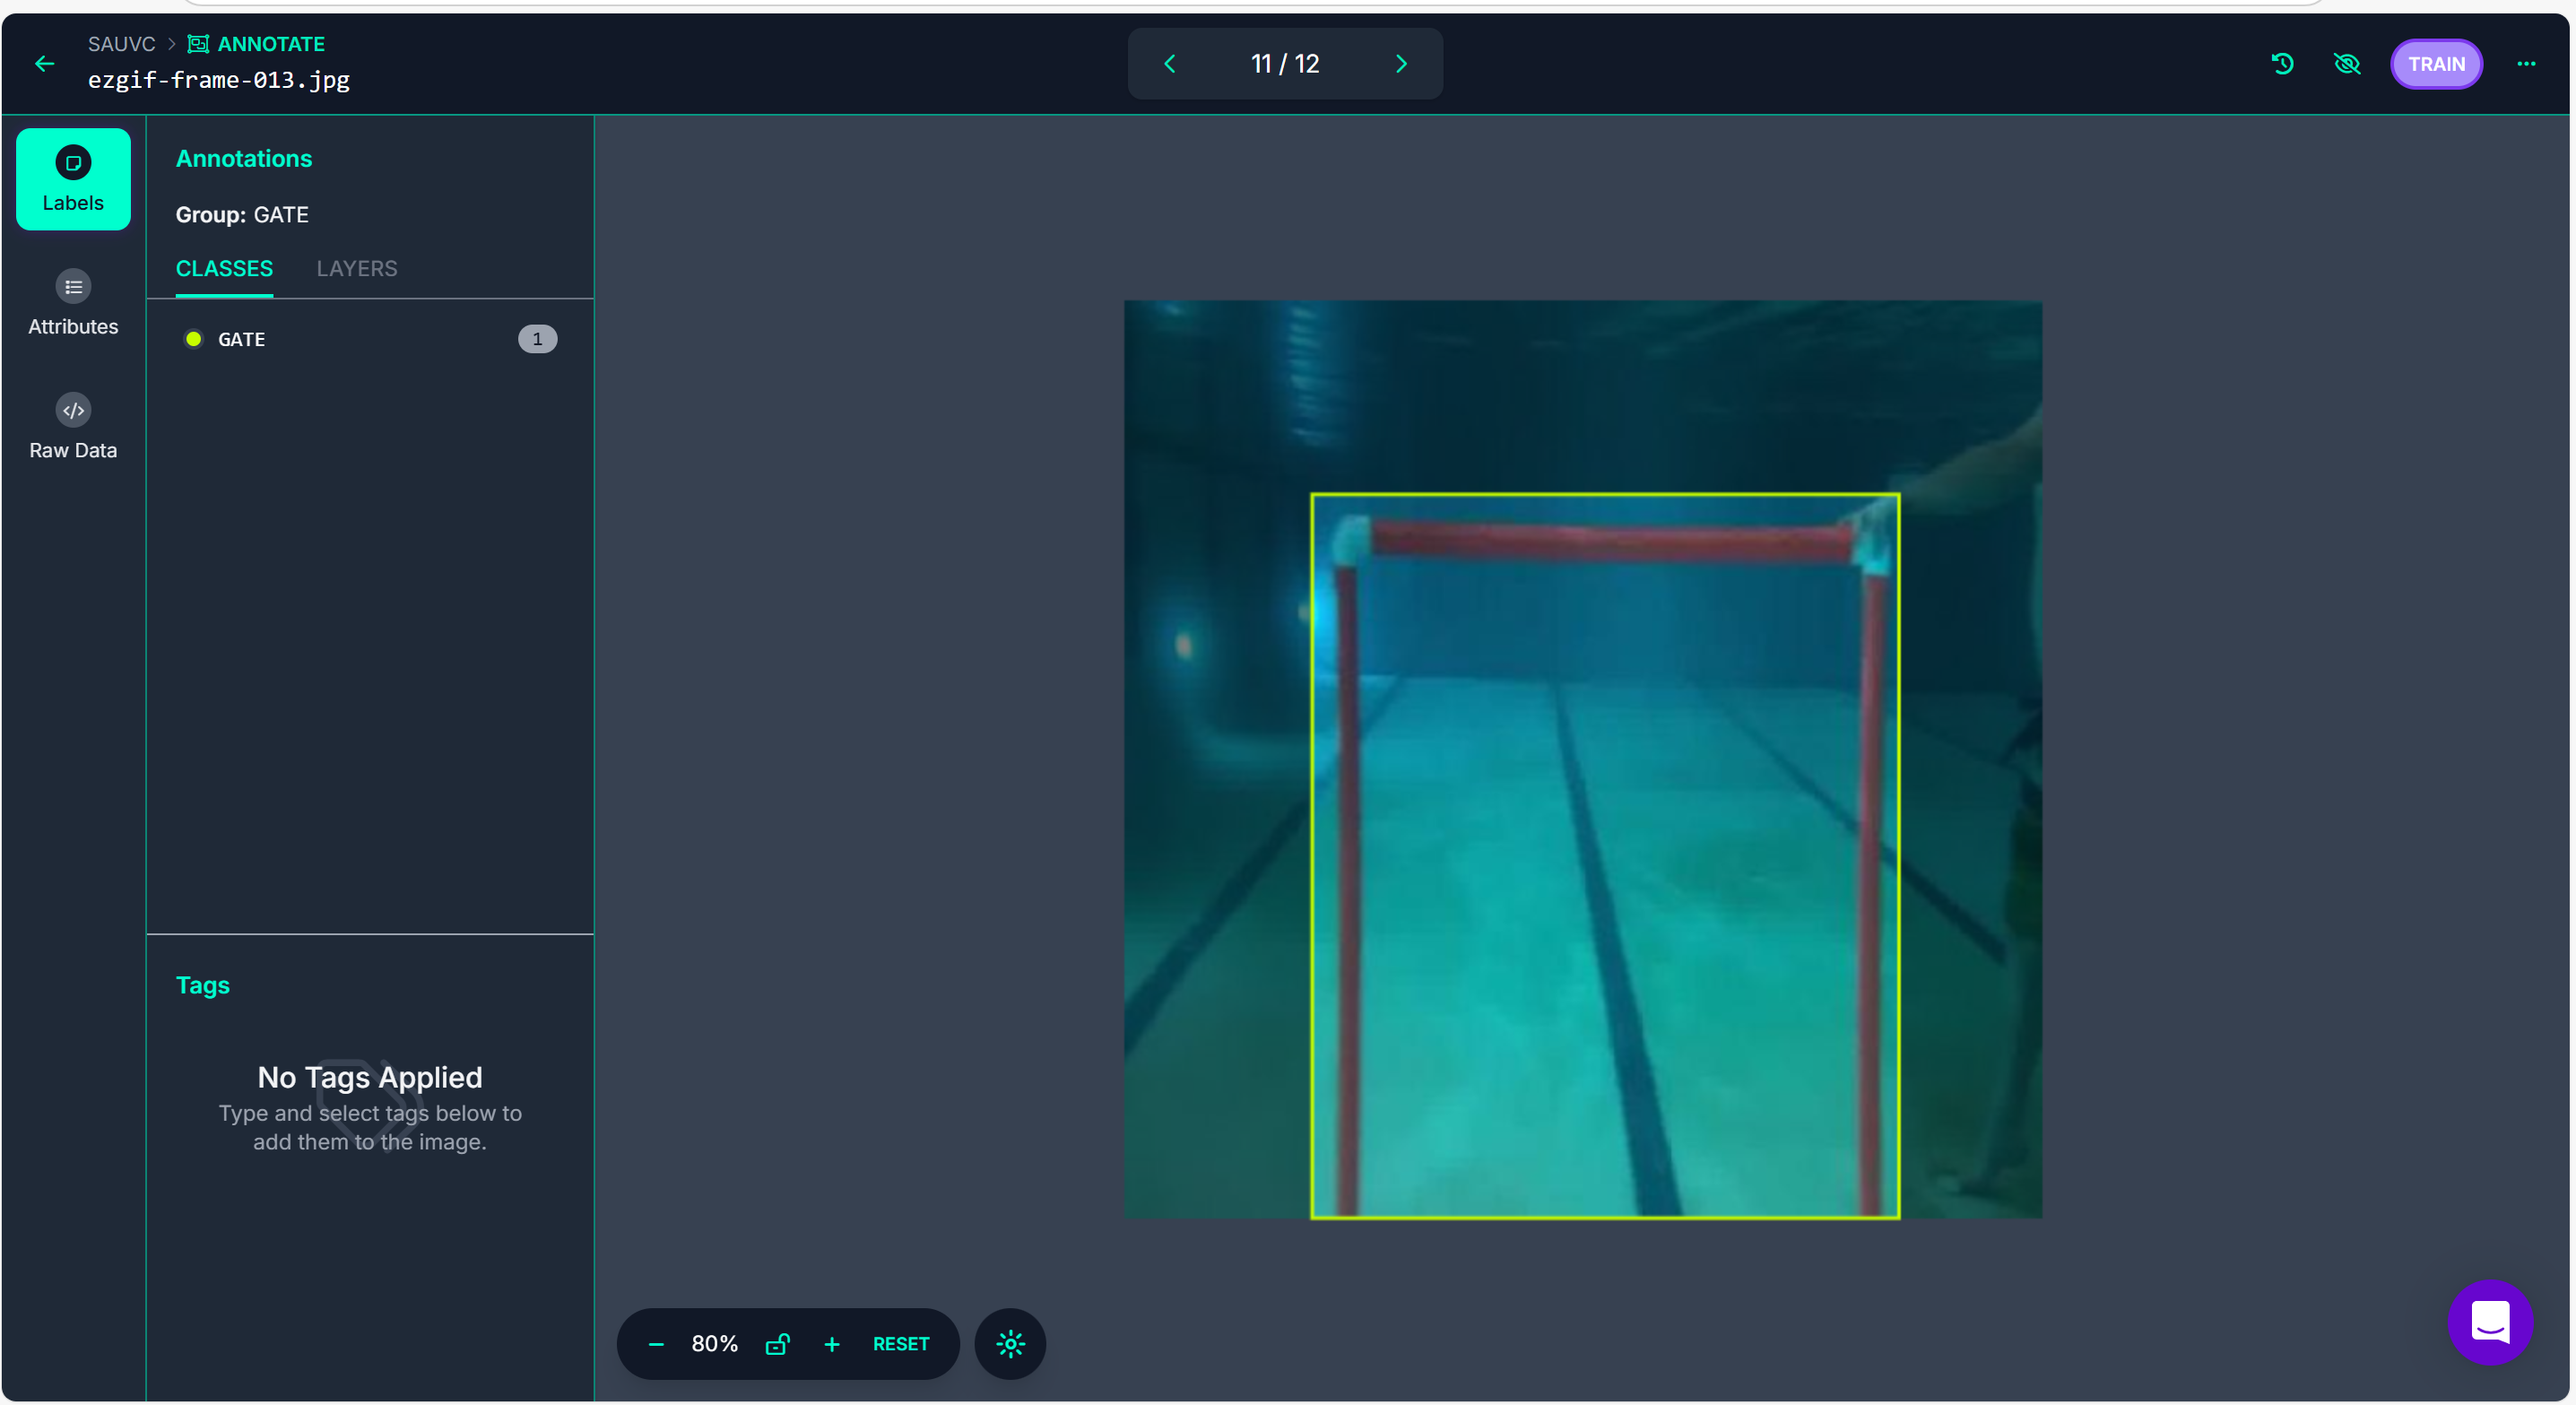 SAUVC > ANNOTATE
ezgif-frame-013.jpg
11 / 12
TRAIN
Labels
Attributes
Raw Data
Annotations
Group: GATE
CLASSES LAYERS
GATE 1
Tags
No Tags Applied
Type and select tags below to
add them to the image.
80% RESET